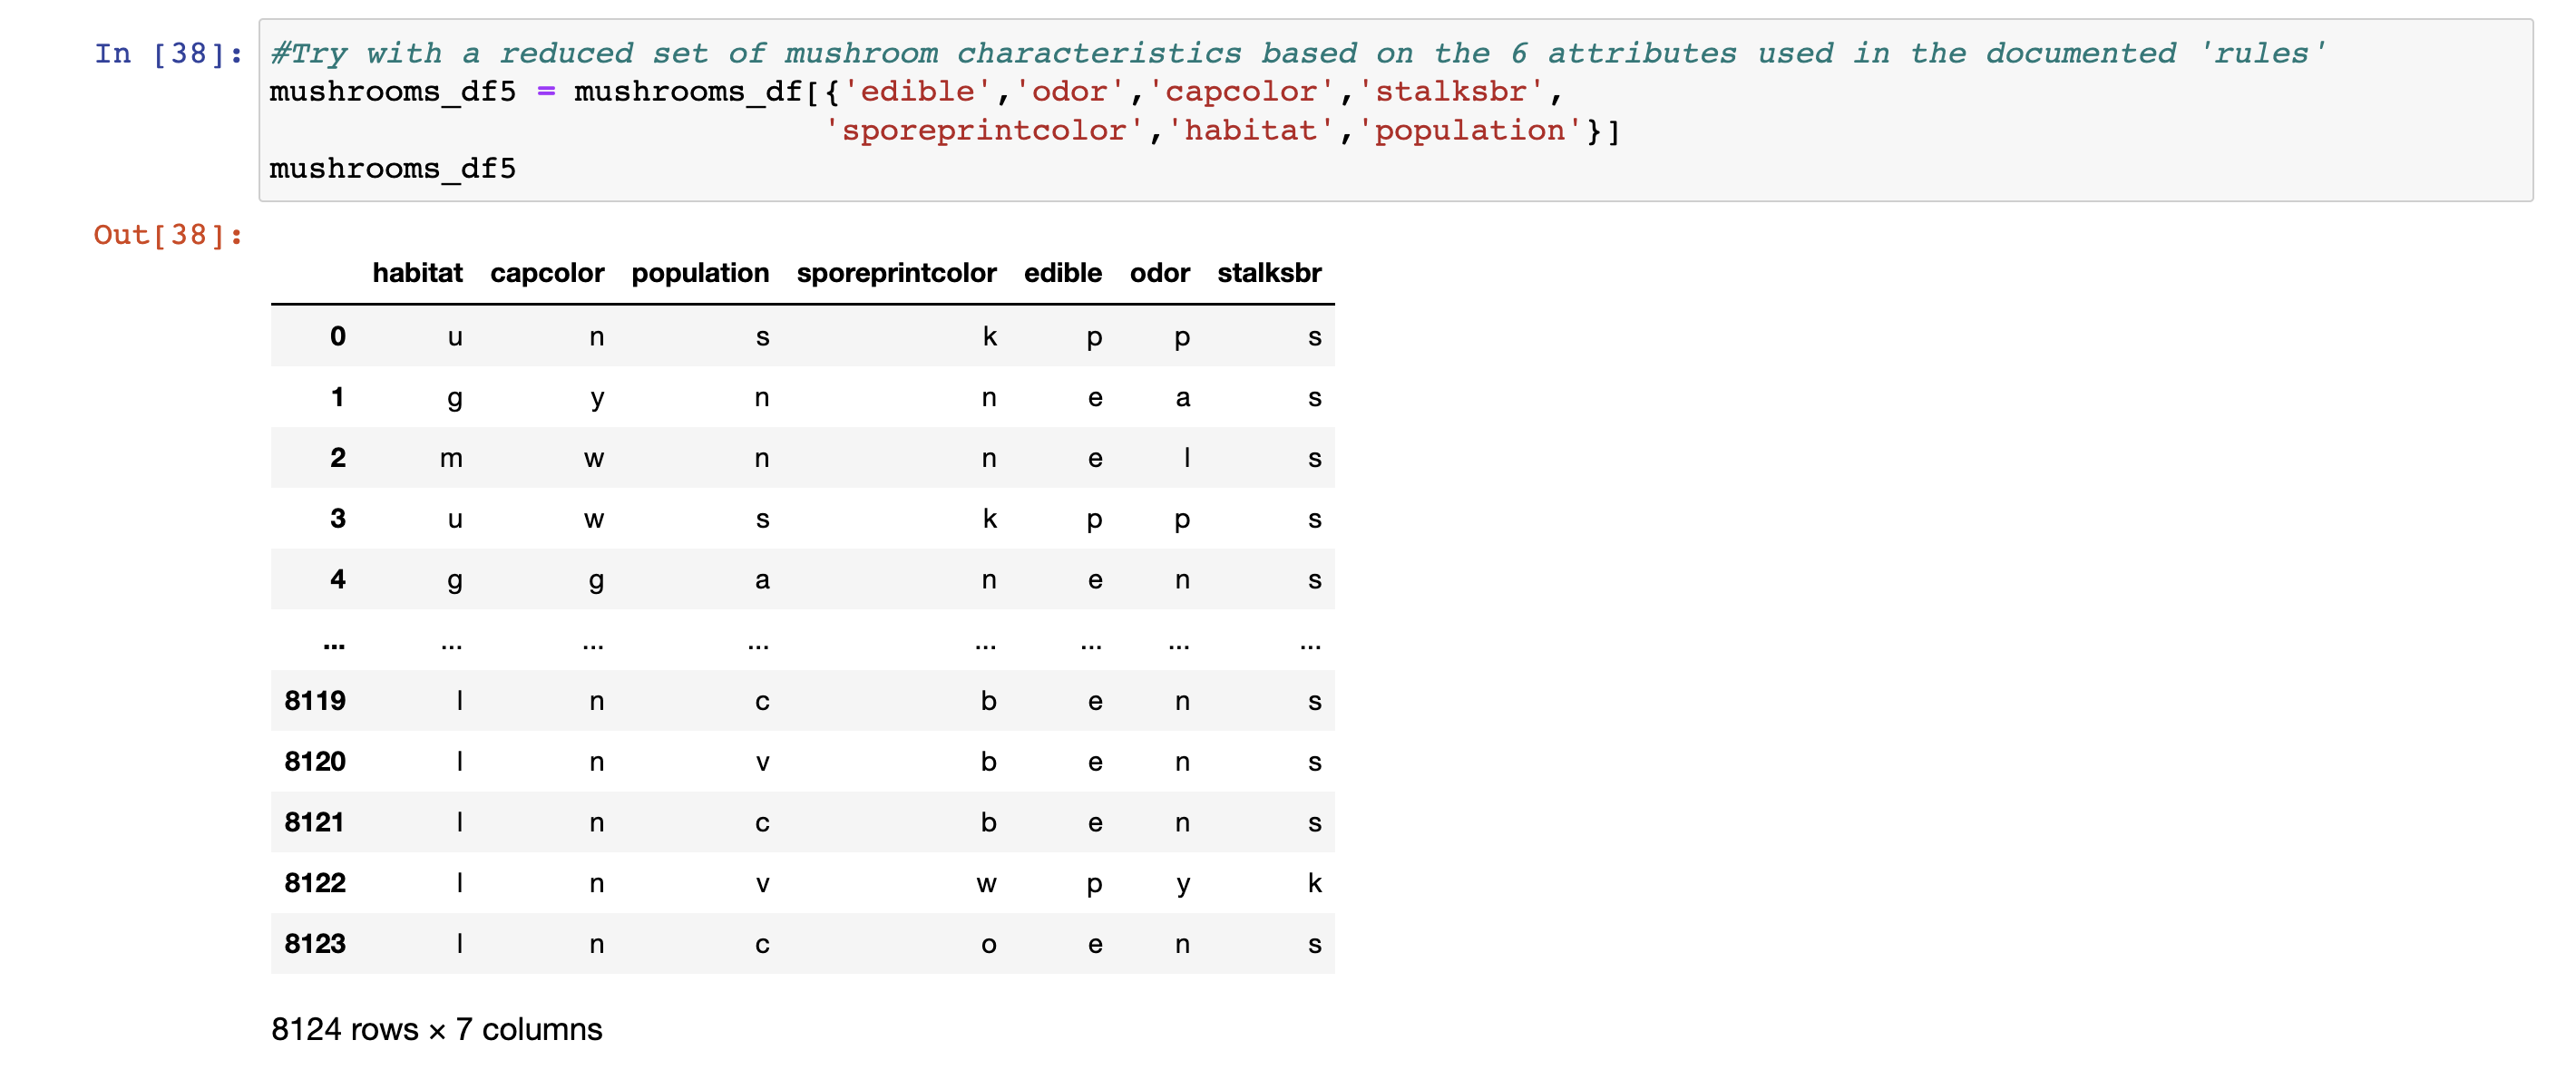 In [38]: #Try with a reduced set of mushroom characteristics based on the 6 attributes used in the documented 'rules'
mushrooms_df5 = mushrooms_df[{'edible','odor','capcolor','stalksbr',
'sporeprintcolor','habitat','population'}]
mushrooms_df5
Out[38]:
habitat capcolor population sporeprintcolor edible odor stalksbr
0 u n s k p p s
1 g y n n e a s
2 m w n n e l s
3 u w s k p p s
4 g g a n e n s
... ... ... ... ... ... ... ...
8119 l n c b e n s
8120 l n v b e n s
8121 l n c b e n s
8122 l n v w p y k
8123 l n c o e n s
8124 rows × 7 columns